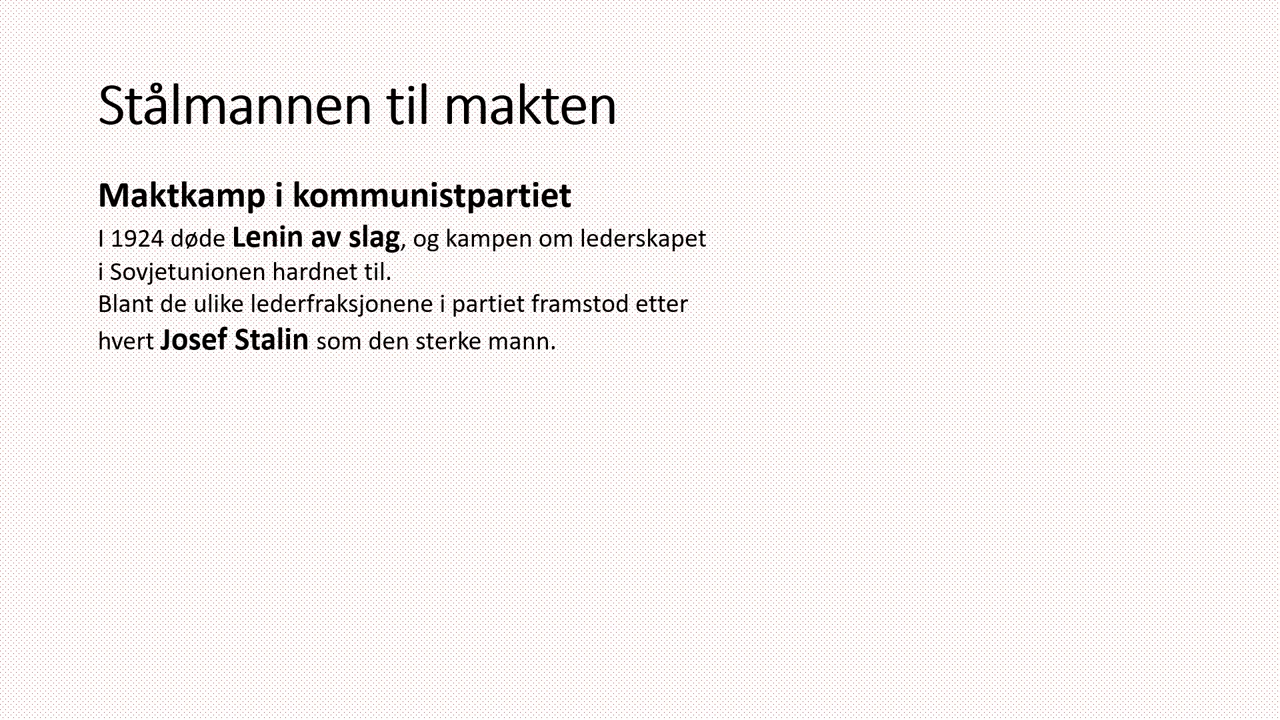 Stålmannen til makten
Maktkamp i kommunistpartiet
I 1924 døde Lenin av slag, og kampen om lederskapet
i Sovjetunionen hardnet til.
Blant de ulike lederfraksjonene i partiet framstod etter
hvert Josef Stalin som den sterke mann.